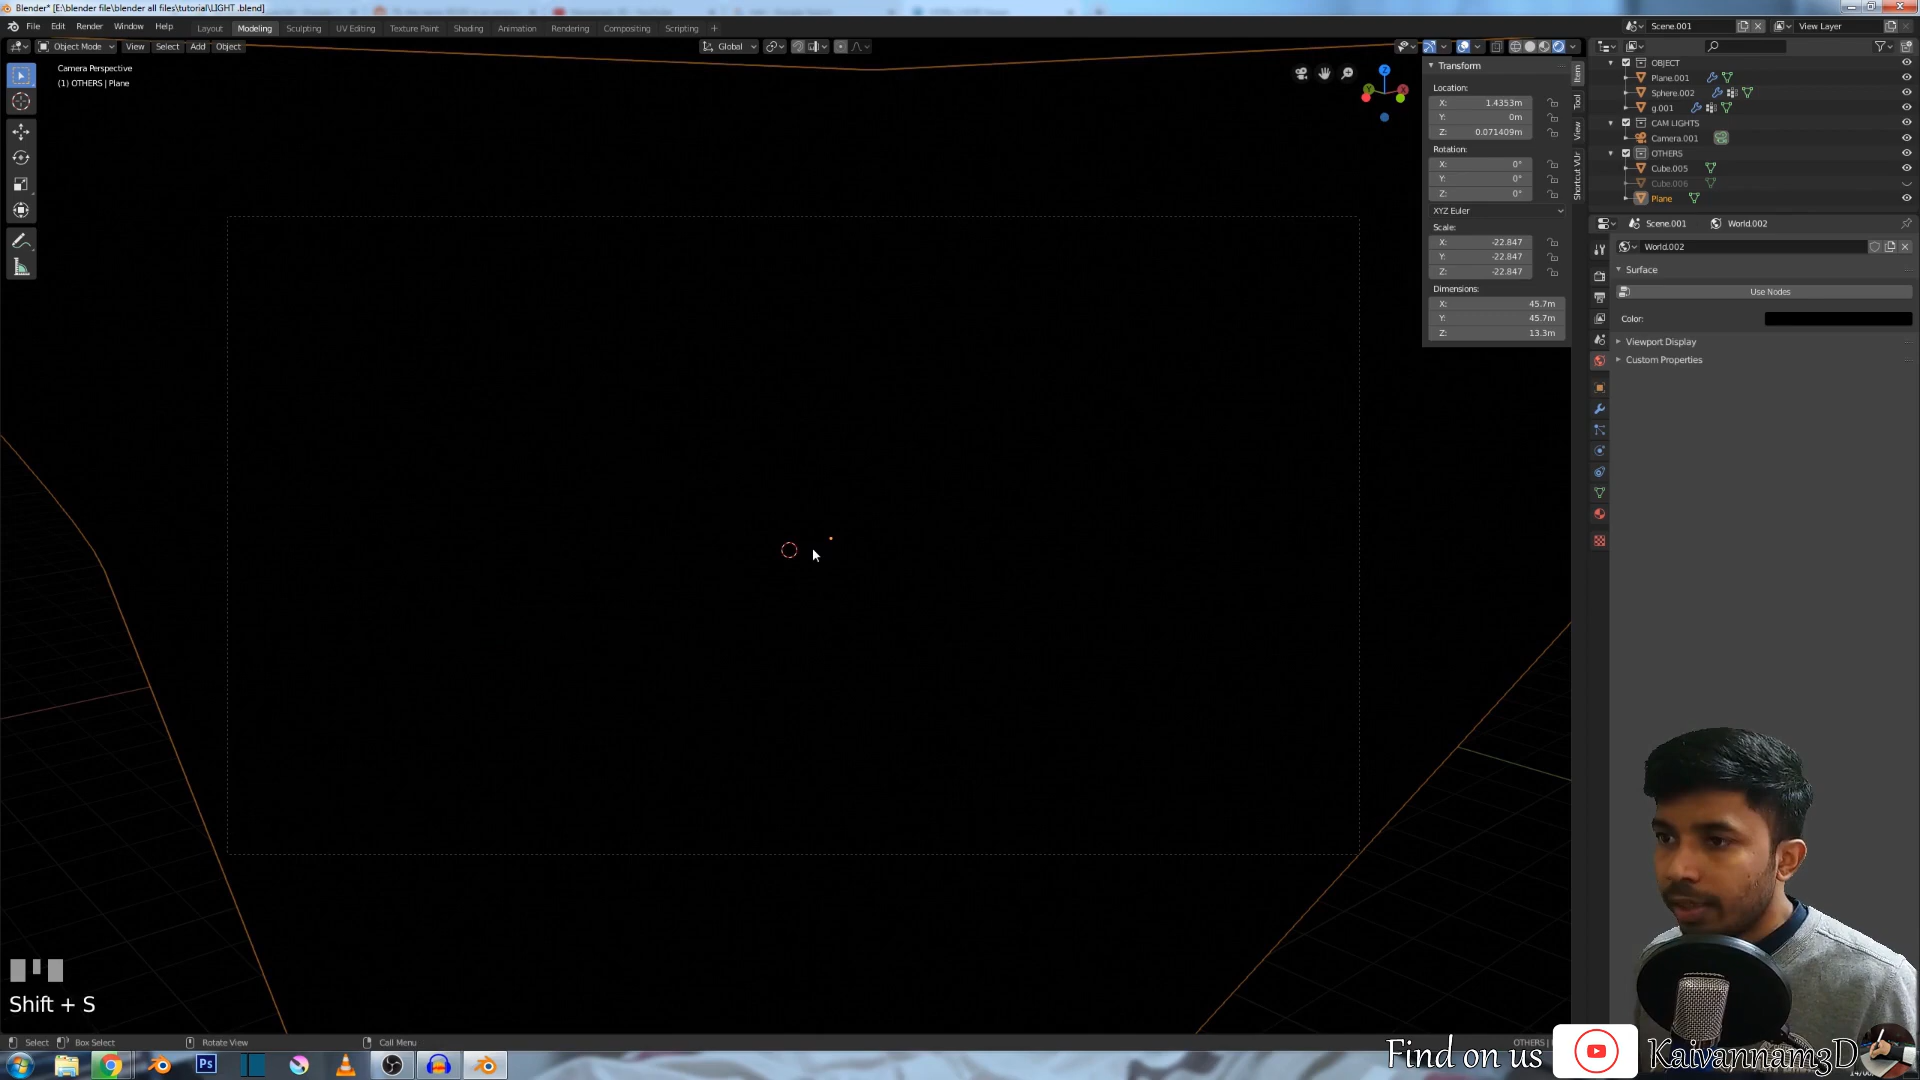 Blender* [E:\blender file\blender all files\tutorial\LIGHT .blend]
File Edit Render Window Help Layout Modeling Sculpting UV Editing Texture Paint Shading Animation Rendering Compositing Scripting + Scene.001 View Layer
Object Mode View Select Add Object Global
Camera Perspective
(1) OTHERS | Plane
Transform
Location:
X: 1.4353m
Y: 0m
Z: 0.071409m
Rotation:
X: 0°
Y: 0°
Z: 0°
XYZ Euler
Scale:
X: -22.847
Y: -22.847
Z: -22.847
Dimensions:
X: 45.7m
Y: 45.7m
Z: 13.3m
Item
Tool
View
Shortcut VUr
OBJECT
Plane.001
Sphere.002
g.001
CAM LIGHTS
Camera.001
OTHERS
Cube.005
Cube.006
Plane
Scene.001 World.002
World.002
Surface
Use Nodes
Color:
Viewport Display
Custom Properties
Shift + S
Select Box Select Rotate View Call Menu
Find on us Kaivannam3D